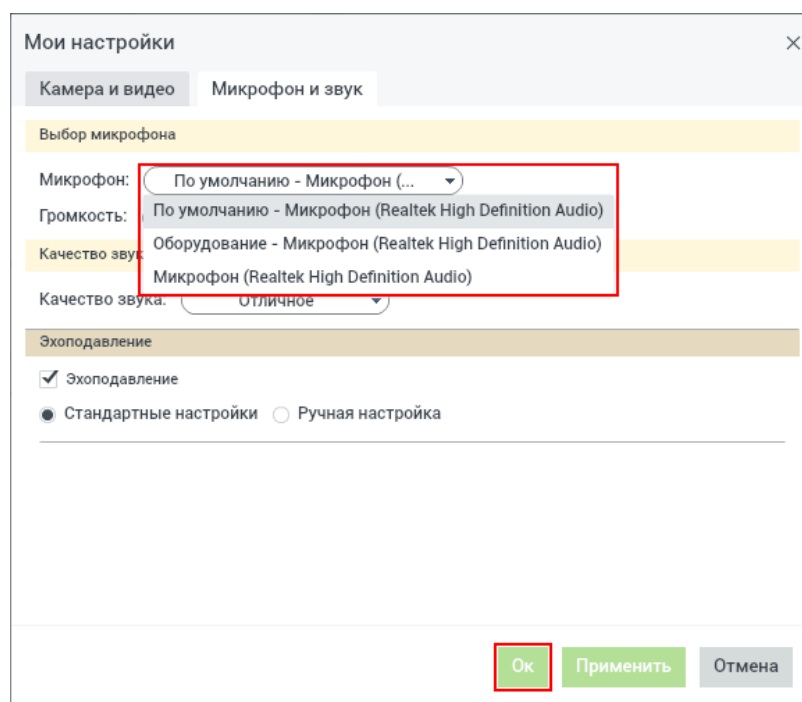 Мои настройки
Камера и видео Микрофон и звук
Выбор микрофона
Микрофон: По умолчанию - Микрофон (...
Громкость:
По умолчанию - Микрофон (Realtek High Definition Audio)
Оборудование - Микрофон (Realtek High Definition Audio)
Качество
Микрофон (Realtek High Definition Audio)
Качество звука: Отличное
Эхоподавление
Эхоподавление
Стандартные настройки Ручная настройка
Ок Применить Отмена